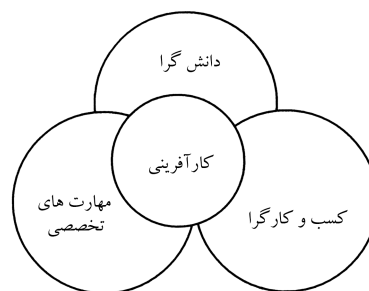 دانش گرا
کارآفرینی
کسب و کارگرا
مهارت های
تخصصی